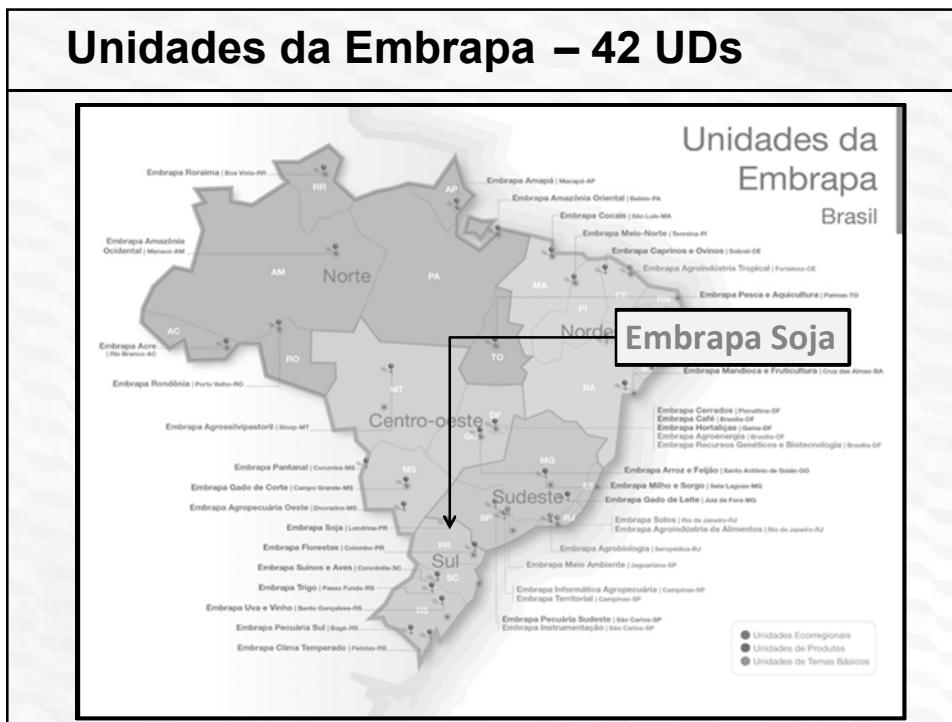 Unidades da Embrapa – 42 UDs
Unidades da
Embrapa
Brasil
Embrapa Roraima | Boa Vista-RR
RR
AP
Embrapa Amapá | Macapá-AP
Embrapa Amazônia Oriental | Belém-PA
Embrapa Cocais | São Luís-MA
Embrapa Meio-Norte | Teresina-PI
Embrapa Amazônia
Ocidental | Manaus-AM
Embrapa Caprinos e Ovinos | Sobral-CE
Embrapa Agroindústria Tropical | Fortaleza-CE
AM
Norte
PA
MA
CE
RN
Embrapa Pesca e Aquicultura | Palmas-TO
PI
AC
Norde
Embrapa Soja
Embrapa Acre
| Rio Branco-AC
RO
TO
Embrapa Rondônia | Porto Velho-RO
MT
BA
Embrapa Mandioca e Fruticultura | Cruz das Almas-BA
Centro-oeste
DF
GO
Embrapa Cerrados | Planaltina-DF
Embrapa Café | Brasília-DF
Embrapa Hortaliças | Gama-DF
Embrapa Agroenergia | Brasília-DF
Embrapa Recursos Genéticos e Biotecnologia | Brasília-DF
Embrapa Agrossilvipastoril | Sinop-MT
Embrapa Pantanal | Corumbá-MS
MS
MG
Embrapa Arroz e Feijão | Santo Antônio de Goiás-GO
Embrapa Gado de Corte | Campo Grande-MS
Embrapa Milho e Sorgo | Sete Lagoas-MG
Sudeste
Embrapa Gado de Leite | Juiz de Fora-MG
Embrapa Agropecuária Oeste | Dourados-MS
SP
RJ
Embrapa Solos | Rio de Janeiro-RJ
Embrapa Agroindústria de Alimentos | Rio de Janeiro-RJ
Embrapa Soja | Londrina-PR
PR
Embrapa Florestas | Colombo-PR
Sul
Embrapa Agrobiologia | Seropédica-RJ
Embrapa Suínos e Aves | Concórdia-SC
SC
Embrapa Meio Ambiente | Jaguariúna-SP
Embrapa Trigo | Passo Fundo-RS
Embrapa Informática Agropecuária | Campinas-SP
Embrapa Territorial | Campinas-SP
Embrapa Uva e Vinho | Bento Gonçalves-RS
RS
Embrapa Pecuária Sudeste | São Carlos-SP
Embrapa Instrumentação | São Carlos-SP
Embrapa Pecuária Sul | Bagé-RS
Embrapa Clima Temperado | Pelotas-RS
Unidades Ecorregionais
Unidades de Produtos
Unidades de Temas Básicos